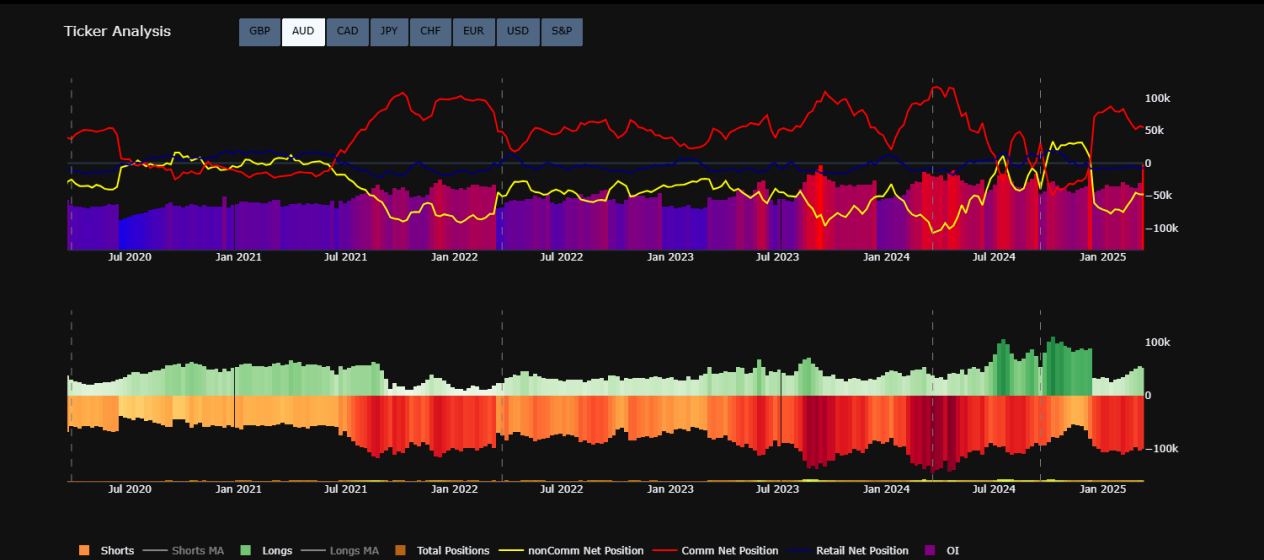 Ticker Analysis GBP AUD CAD JPY CHF EUR USD S&P
100k
50k
0
−50k
−100k
Jul 2020 Jan 2021 Jul 2021 Jan 2022 Jul 2022 Jan 2023 Jul 2023 Jan 2024 Jul 2024 Jan 2025
100k
0
−100k
Jul 2020 Jan 2021 Jul 2021 Jan 2022 Jul 2022 Jan 2023 Jul 2023 Jan 2024 Jul 2024 Jan 2025
Shorts Shorts MA Longs Longs MA Total Positions nonComm Net Position Comm Net Position Retail Net Position OI